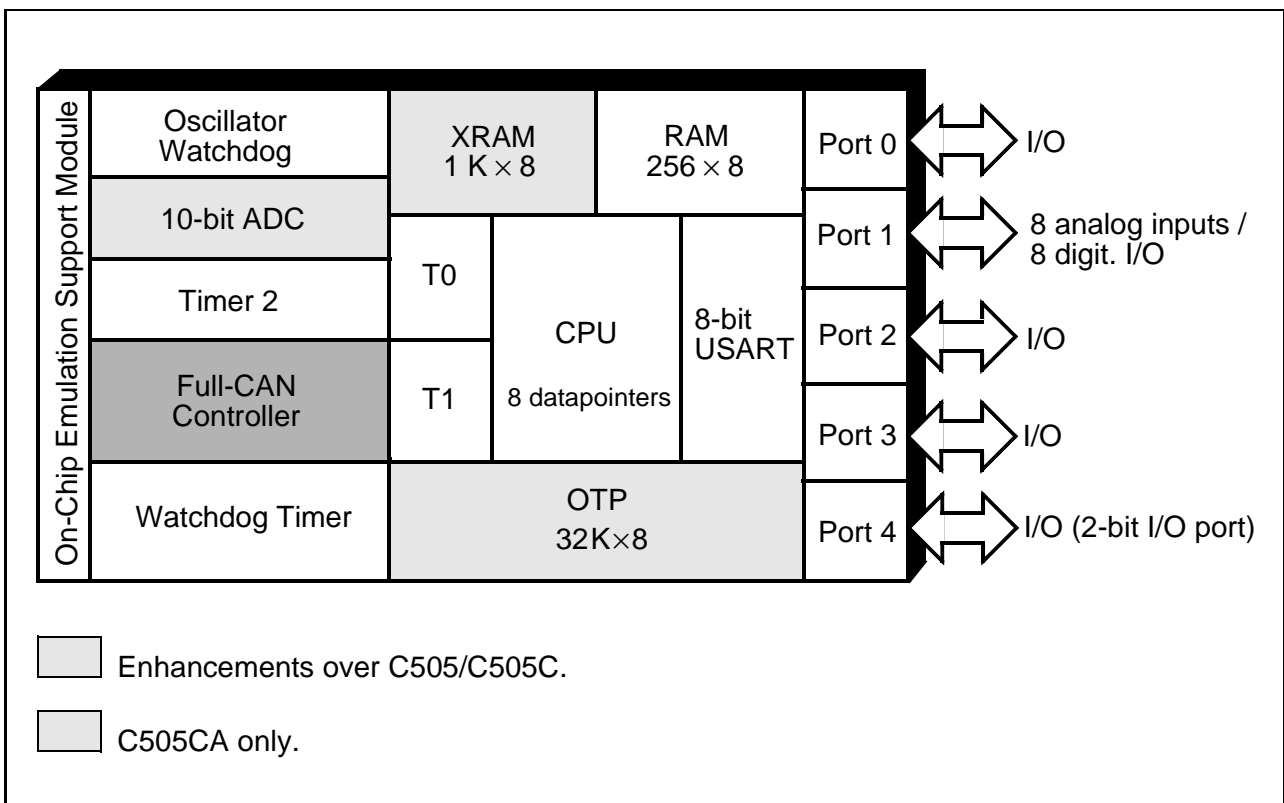 On-Chip Emulation Support Module
Oscillator
Watchdog
10-bit ADC
Timer 2
Full-CAN
Controller
Watchdog Timer
XRAM
1 K × 8
RAM
256 × 8
T0
T1
CPU
8 datapointers
8-bit
USART
OTP
32K×8
Port 0
I/O
Port 1
8 analog inputs /
8 digit. I/O
Port 2
I/O
Port 3
I/O
Port 4
I/O (2-bit I/O port)
Enhancements over C505/C505C.
C505CA only.